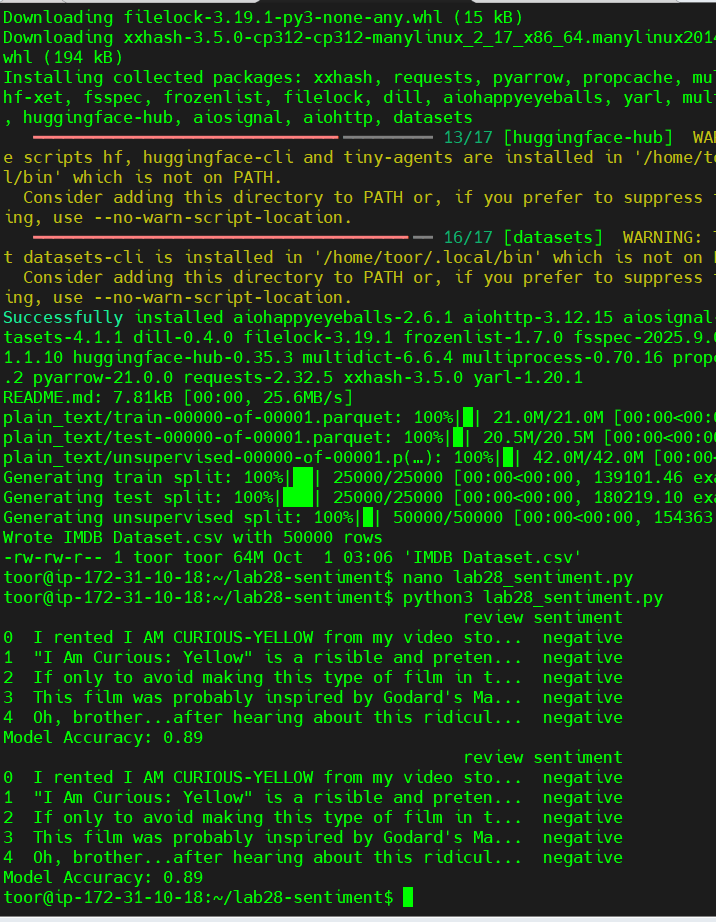 Downloading filelock-3.19.1-py3-none-any.whl (15 kB)
Downloading xxhash-3.5.0-cp312-cp312-manylinux_2_17_x86_64.manylinux2014
whl (194 kB)
Installing collected packages: xxhash, requests, pyarrow, propcache, mul
hf-xet, fsspec, frozenlist, filelock, dill, aiohappyeyeballs, yarl, mult
, huggingface-hub, aiosignal, aiohttp, datasets
13/17 [huggingface-hub]  WAR
e scripts hf, huggingface-cli and tiny-agents are installed in '/home/to
l/bin' which is not on PATH.
  Consider adding this directory to PATH or, if you prefer to suppress t
ing, use --no-warn-script-location.
16/17 [datasets]  WARNING: T
t datasets-cli is installed in '/home/toor/.local/bin' which is not on P
  Consider adding this directory to PATH or, if you prefer to suppress t
ing, use --no-warn-script-location.
Successfully installed aiohappyeyeballs-2.6.1 aiohttp-3.12.15 aiosignal-
tasets-4.1.1 dill-0.4.0 filelock-3.19.1 frozenlist-1.7.0 fsspec-2025.9.0
1.1.10 huggingface-hub-0.35.3 multidict-6.6.4 multiprocess-0.70.16 propc
.2 pyarrow-21.0.0 requests-2.32.5 xxhash-3.5.0 yarl-1.20.1
README.md: 7.81kB [00:00, 25.6MB/s]
plain_text/train-00000-of-00001.parquet: 100%|█| 21.0M/21.0M [00:00<00:0
plain_text/test-00000-of-00001.parquet: 100%|█| 20.5M/20.5M [00:00<00:00
plain_text/unsupervised-00000-of-00001.p(…): 100%|█| 42.0M/42.0M [00:00<
Generating train split: 100%|██| 25000/25000 [00:00<00:00, 139101.46 exa
Generating test split: 100%|███| 25000/25000 [00:00<00:00, 180219.10 exa
Generating unsupervised split: 100%|█| 50000/50000 [00:00<00:00, 154363.
Wrote IMDB Dataset.csv with 50000 rows
-rw-rw-r-- 1 toor toor 64M Oct  1 03:06 'IMDB Dataset.csv'
toor@ip-172-31-10-18:~/lab28-sentiment$ nano lab28_sentiment.py
toor@ip-172-31-10-18:~/lab28-sentiment$ python3 lab28_sentiment.py
                                              review sentiment
0  I rented I AM CURIOUS-YELLOW from my video sto...  negative
1  "I Am Curious: Yellow" is a risible and preten...  negative
2  If only to avoid making this type of film in t...  negative
3  This film was probably inspired by Godard's Ma...  negative
4  Oh, brother...after hearing about this ridicul...  negative
Model Accuracy: 0.89
                                              review sentiment
0  I rented I AM CURIOUS-YELLOW from my video sto...  negative
1  "I Am Curious: Yellow" is a risible and preten...  negative
2  If only to avoid making this type of film in t...  negative
3  This film was probably inspired by Godard's Ma...  negative
4  Oh, brother...after hearing about this ridicul...  negative
Model Accuracy: 0.89
toor@ip-172-31-10-18:~/lab28-sentiment$